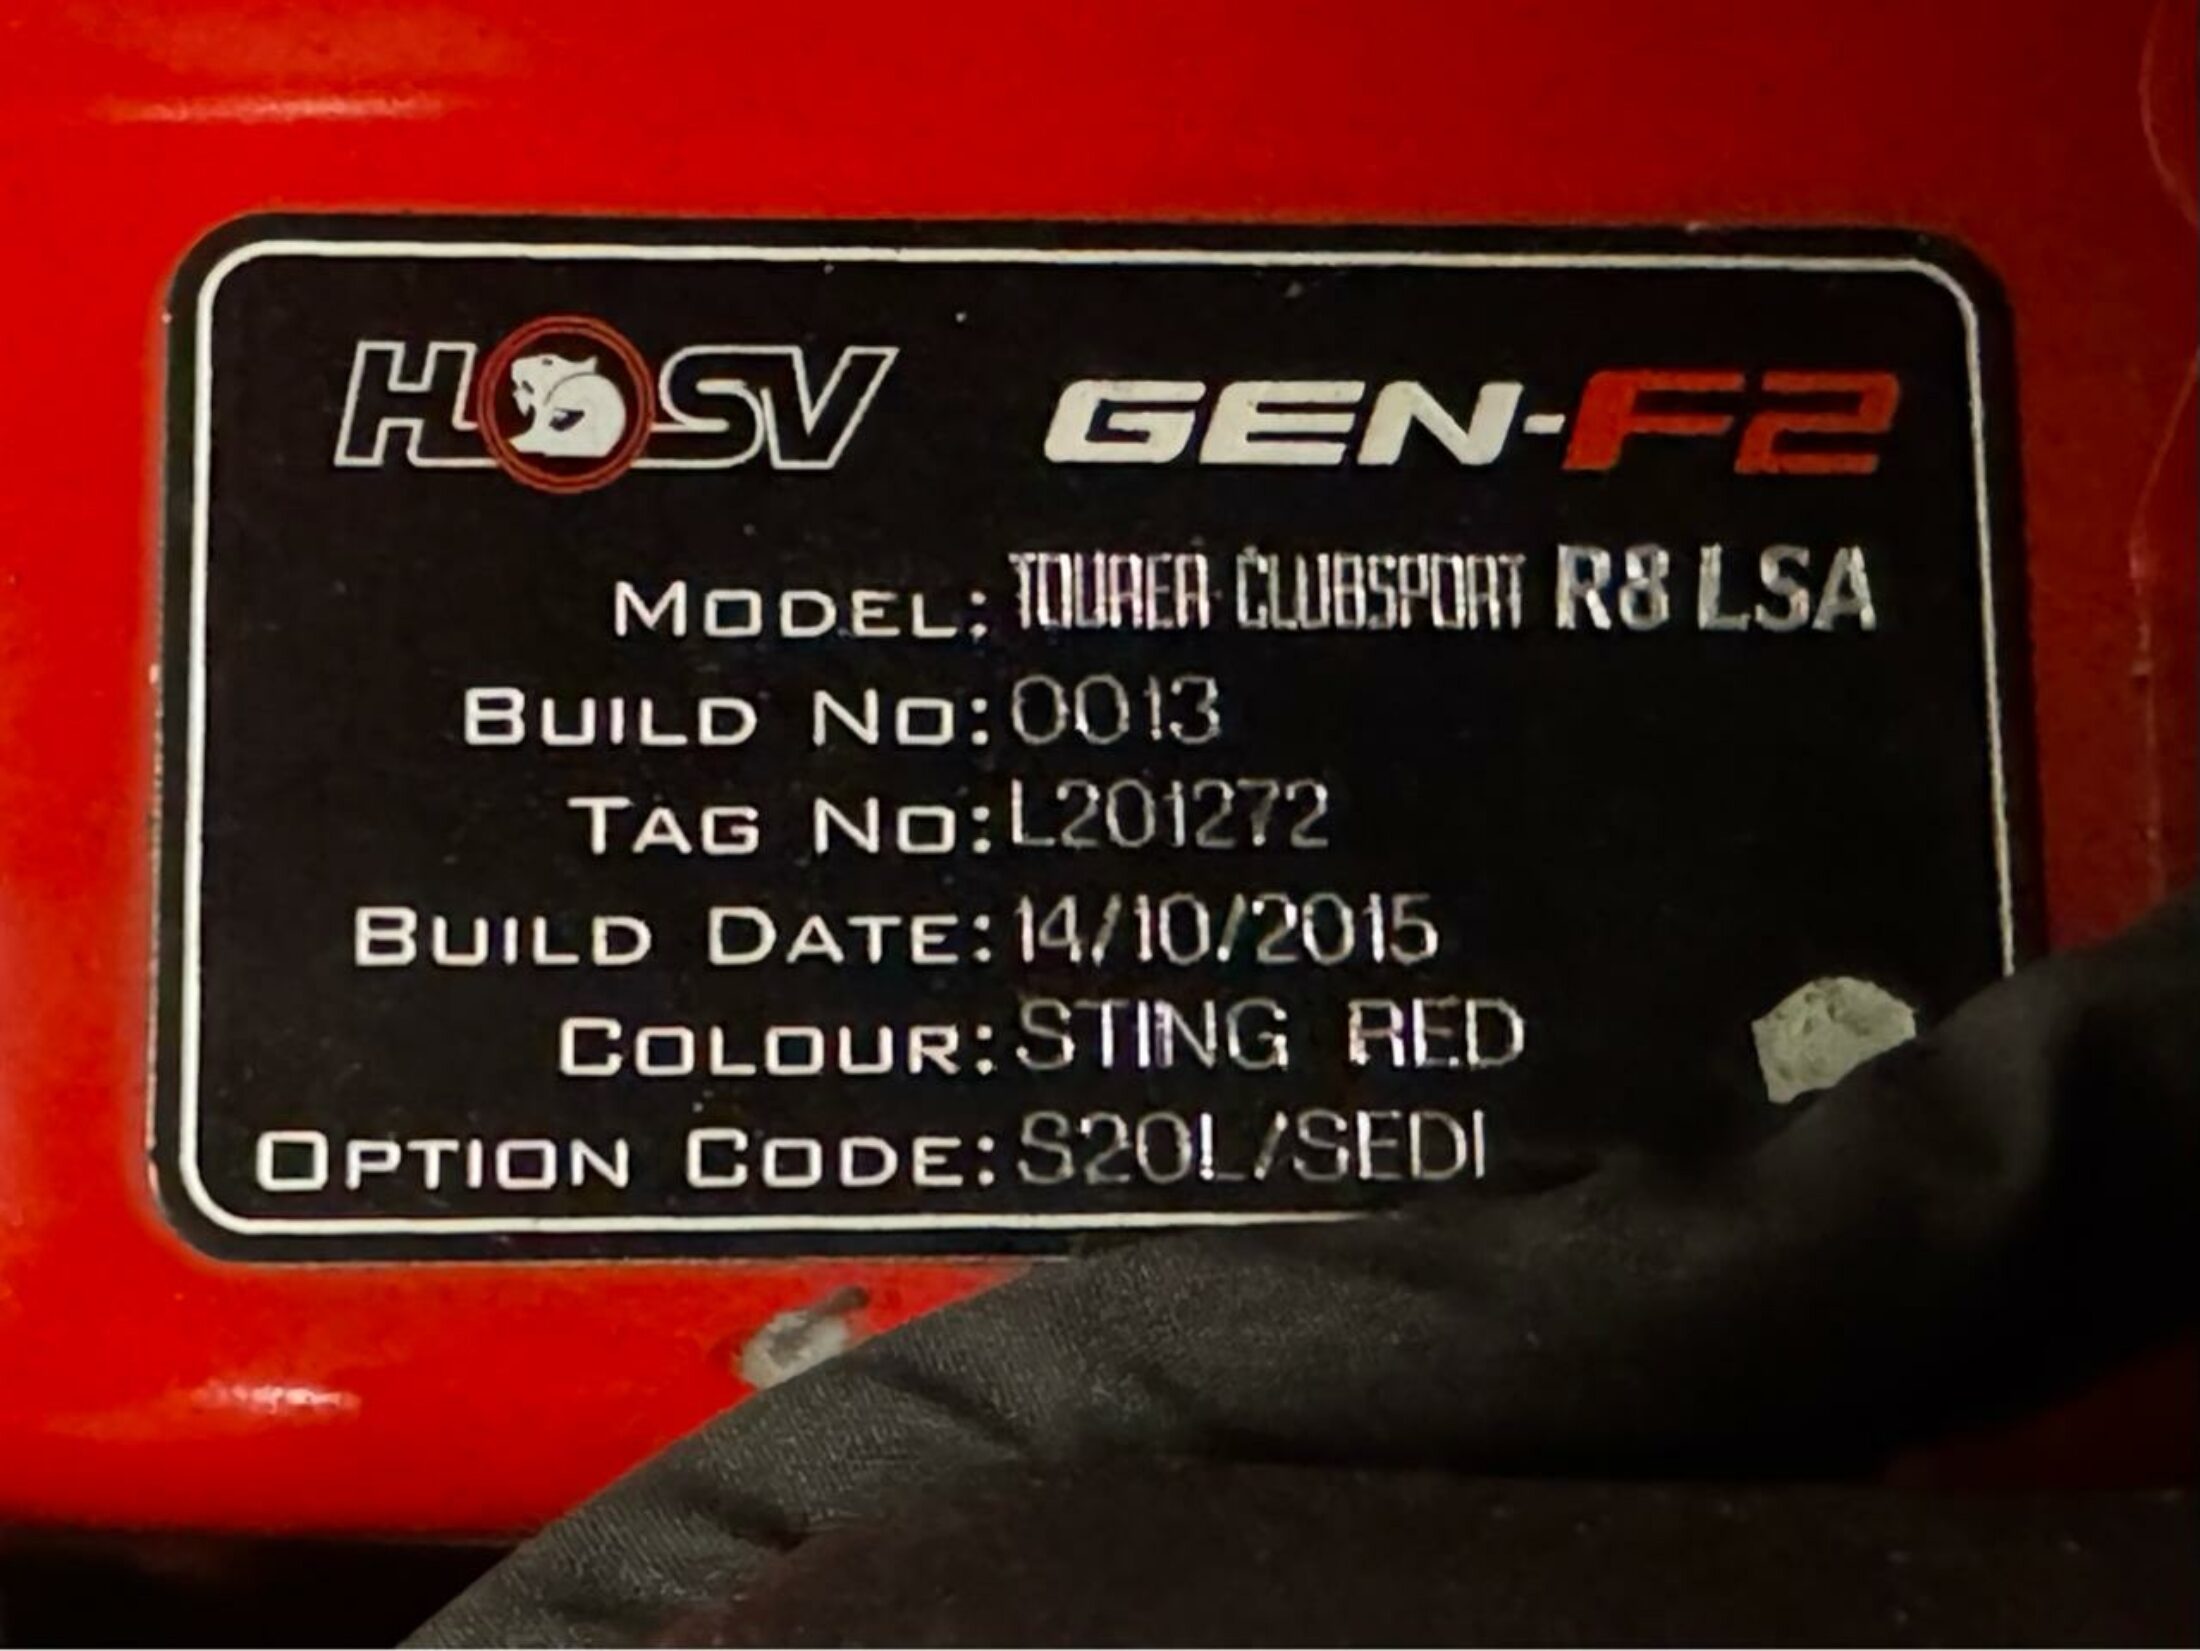 HSV GEN-F2
MODEL: TOURER CLUBSPORT R8 LSA
BUILD NO: 0013
TAG NO: L201272
BUILD DATE: 14/10/2015
COLOUR: STING RED
OPTION CODE: S20L/SEDI